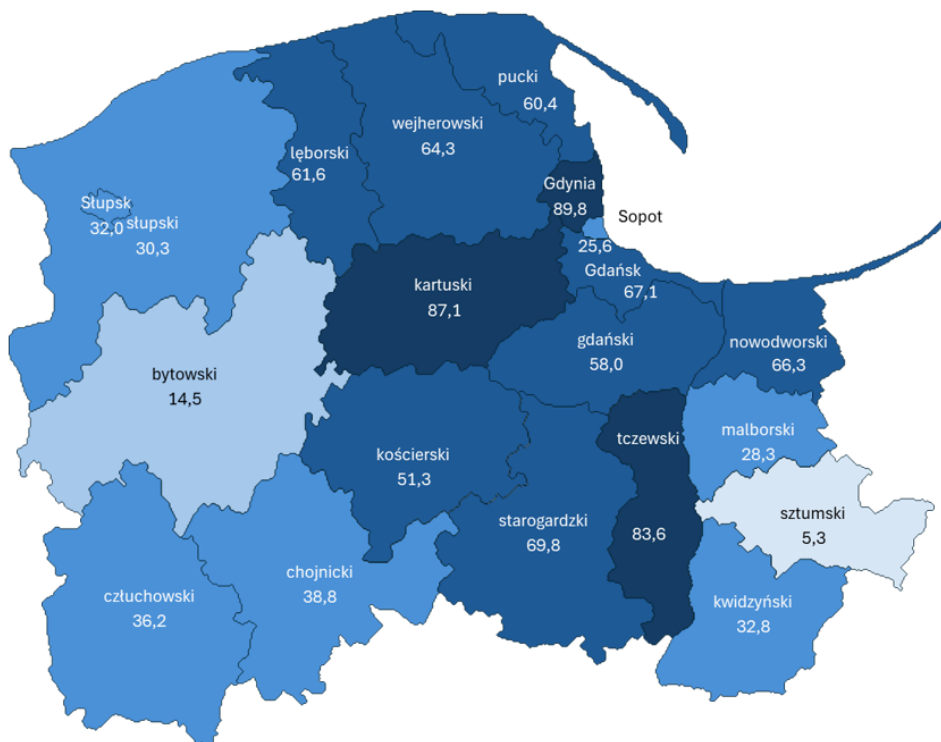 pucki
60,4
wejherowski
64,3
lęborski
61,6
Gdynia
89,8
Sopot
25,6
Słupsk
32,0
słupski
30,3
Gdańsk
67,1
kartuski
87,1
gdański
58,0
nowodworski
66,3
bytowski
14,5
tczewski
83,6
malborski
28,3
kościerski
51,3
starogardzki
69,8
sztumski
5,3
chojnicki
38,8
człuchowski
36,2
kwidzyński
32,8